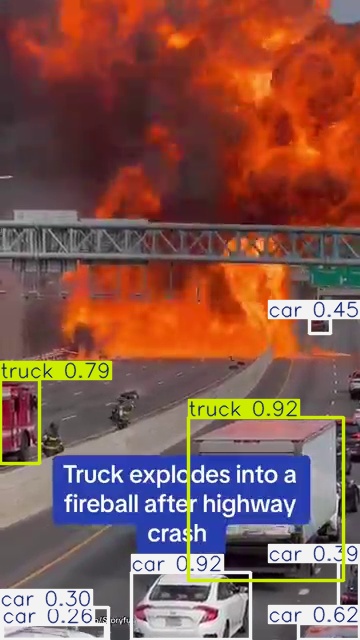 car 0.45
truck 0.79
truck 0.92
Truck explodes into a
fireball after highway
crash
car 0.39
car 0.92
car 0.30
car 0.26
car 0.62